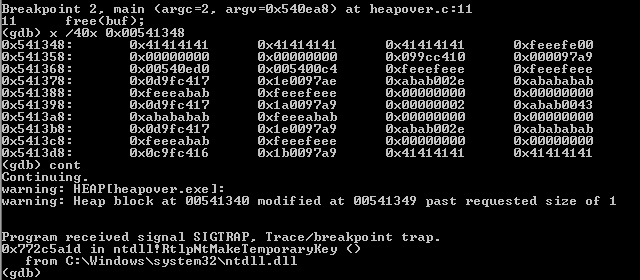 Breakpoint 2, main (argc=2, argv=0x540ea8) at heapover.c:11
11 free(buf);
(gdb) x /40x 0x00541348
0x541348: 0x41414141 0x41414141 0x41414141 0xfeeefe00
0x541358: 0x00000000 0x00000000 0x099cc410 0x000097a9
0x541368: 0x00540ed0 0x005400c4 0xfeeefeee 0xfeeefeee
0x541378: 0x0d9fc417 0x1e0097ae 0xabab002e 0xabababab
0x541388: 0xfeeeabab 0xfeeefeee 0x00000000 0x00000000
0x541398: 0x0d9fc417 0x1a0097a9 0x00000002 0xabab0043
0x5413a8: 0xabababab 0xfeeeabab 0x00000000 0x00000000
0x5413b8: 0x0d9fc417 0x1e0097a9 0xabab002e 0xabababab
0x5413c8: 0xfeeeabab 0xfeeefeee 0x00000000 0x00000000
0x5413d8: 0x0c9fc416 0x1b0097a9 0x41414141 0x41414141
(gdb) cont
Continuing.
warning: HEAP[heapover.exe]:
warning: Heap block at 00541340 modified at 00541349 past requested size of 1
Program received signal SIGTRAP, Trace/breakpoint trap.
0x772c5a1d in ntdll!RtlpNtMakeTemporaryKey ()
from C:\Windows\system32\ntdll.dll
(gdb)